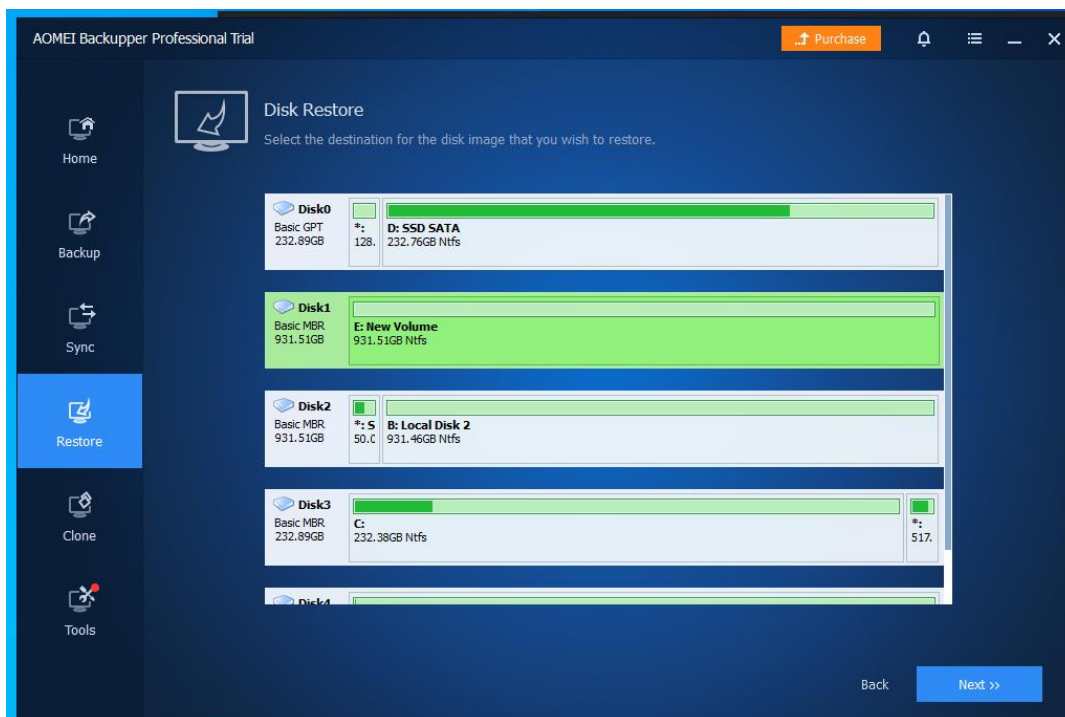 AOMEI Backupper Professional Trial
Purchase
Home
Backup
Sync
Restore
Clone
Tools
Disk Restore
Select the destination for the disk image that you wish to restore.
Disk0
Basic GPT
232.89GB
*:
128.
D: SSD SATA
232.76GB Ntfs
Disk1
Basic MBR
931.51GB
E: New Volume
931.51GB Ntfs
Disk2
Basic MBR
931.51GB
*: S
50.0
B: Local Disk 2
931.46GB Ntfs
Disk3
Basic MBR
232.89GB
C:
232.38GB Ntfs
*:
517.
Disk4
Back
Next >>